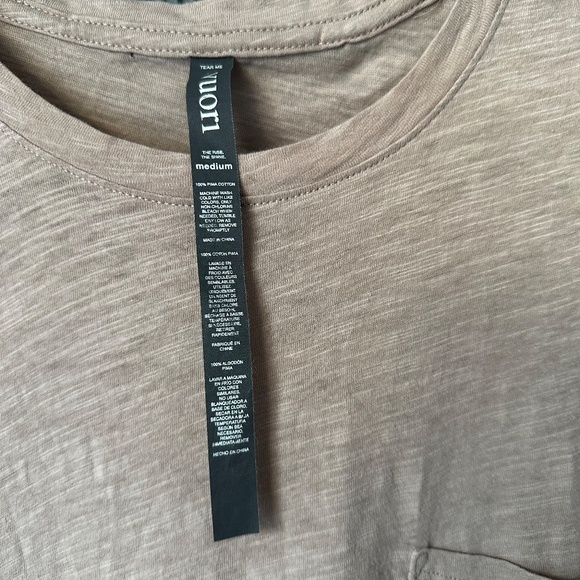 TEAR ME
vuori
THE RISE.
THE SHINE.
medium
100% PIMA COTTON
MACHINE WASH
COLD WITH LIKE
COLORS, ONLY
NON-CHLORINE
BLEACH WHEN
NEEDED, TUMBLE
DRY LOW AS
NEEDED, REMOVE
PROMPTLY
MADE IN CHINA
100% COTON PIMA
LAVAGE EN
MACHINE À
FROID AVEC
DES COULEURS
SEMBLABLES,
UTILISEZ
UNIQUEMENT
UN AGENT DE
BLANCHIMENT
SANS CHLORE
AU BESOIN,
SÉCHAGE À BASSE
TEMPÉRATURE
SI NÉCESSAIRE,
RETIRER
RAPIDEMENT
FABRIQUÉ EN
CHINE
100% ALGODÓN
PIMA
LAVAR A MAQUINA
EN FRÍO CON
COLORES
SIMILARES,
NO USAR
BLANQUEADOR A
BASE DE CLORO,
SECAR EN LA
SECADORA A BAJA
TEMPERATURA
SEGÚN SEA
NECESARIO,
REMOVER
INMEDIATAMENTE
HECHO EN CHINA